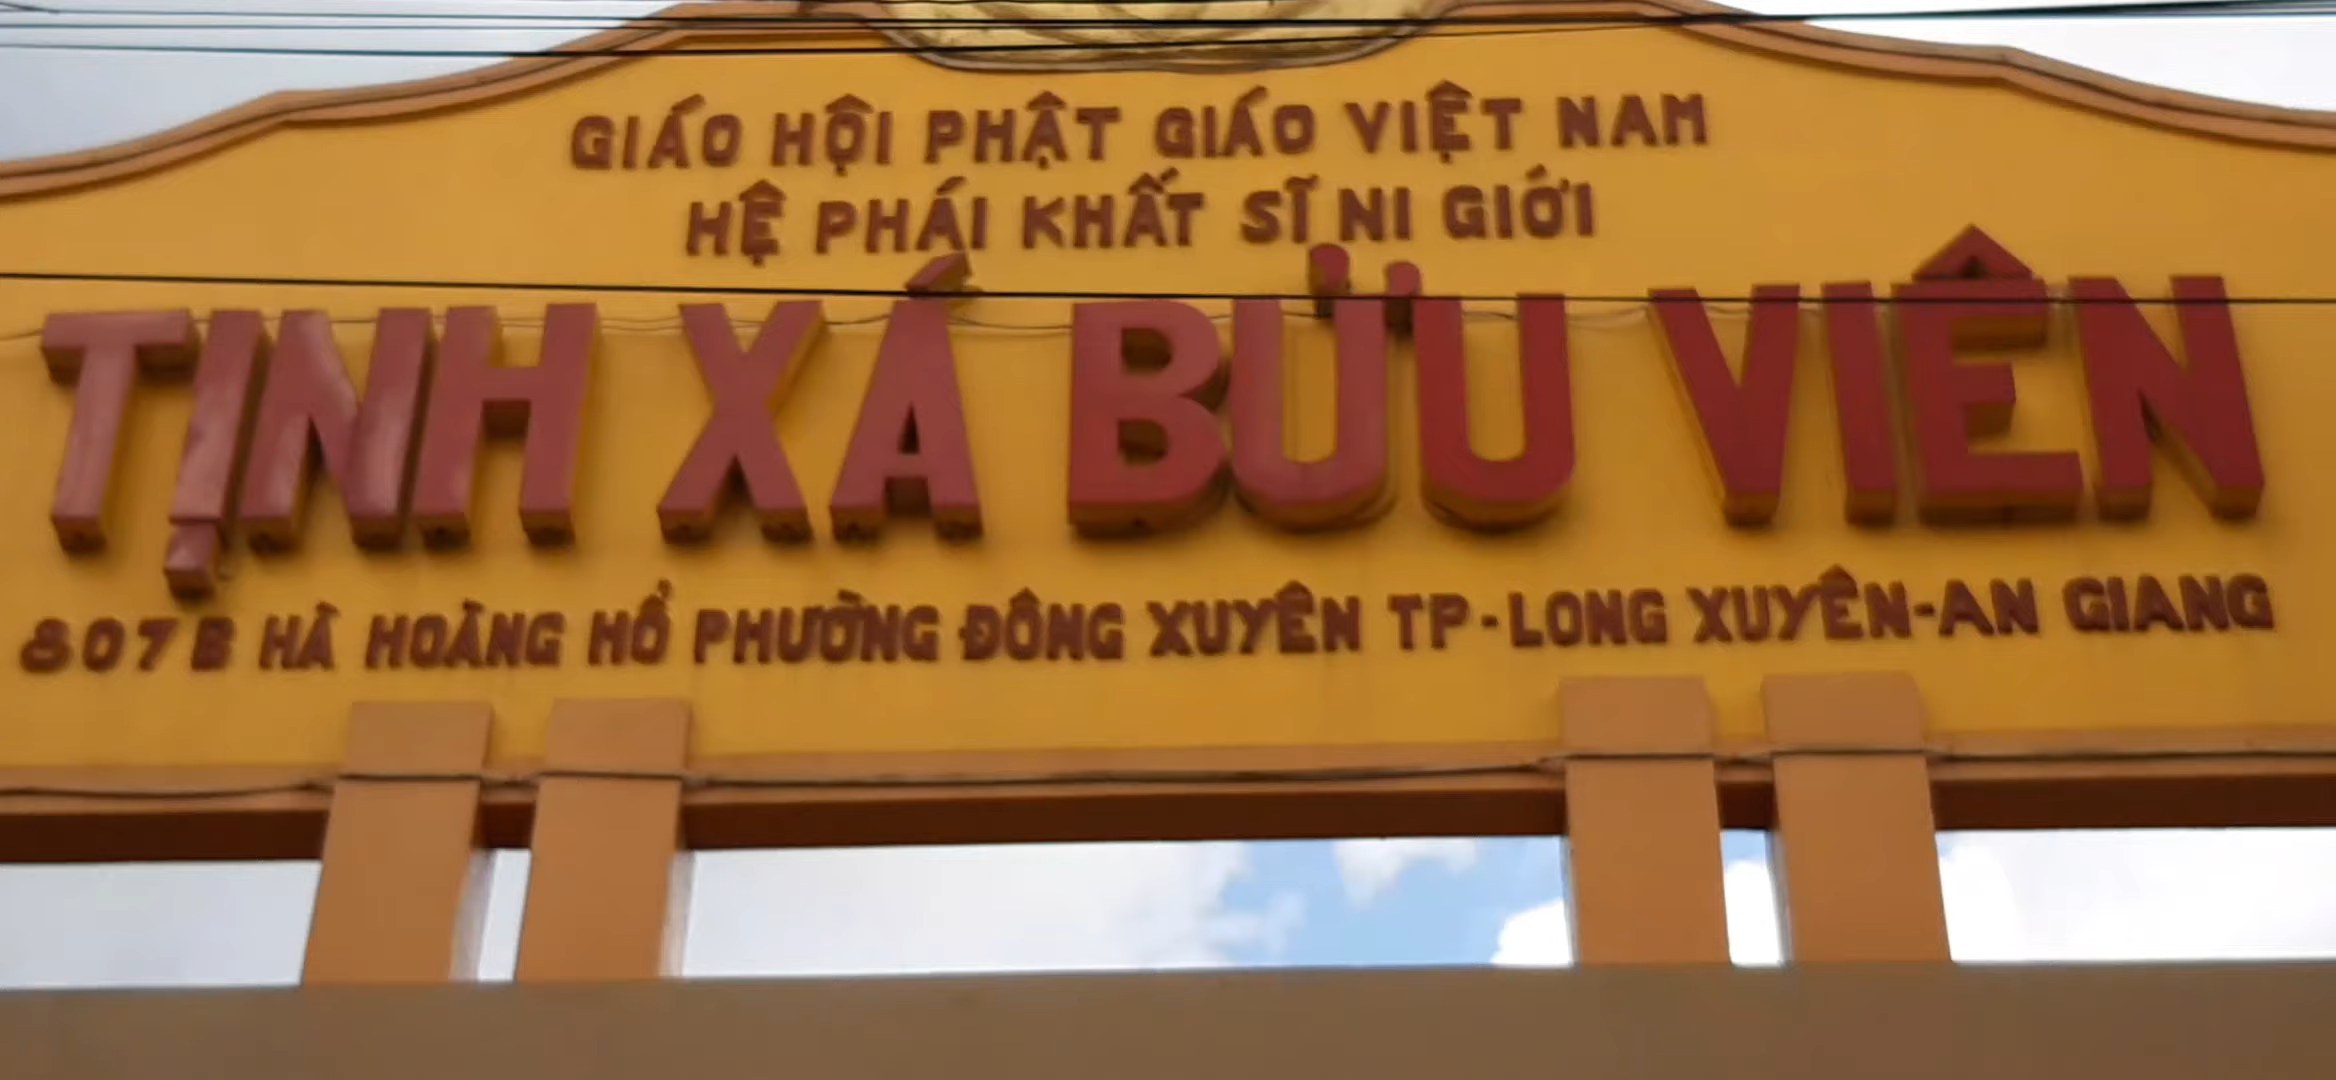 GIÁO HỘI PHẬT GIÁO VIỆT NAM
HỆ PHÁI KHẤT SĨ NI GIỚI
TỊNH XÁ BỬU VIÊN
807B HÀ HOÀNG HỔ PHƯỜNG ĐÔNG XUYÊN TP-LONG XUYÊN-AN GIANG